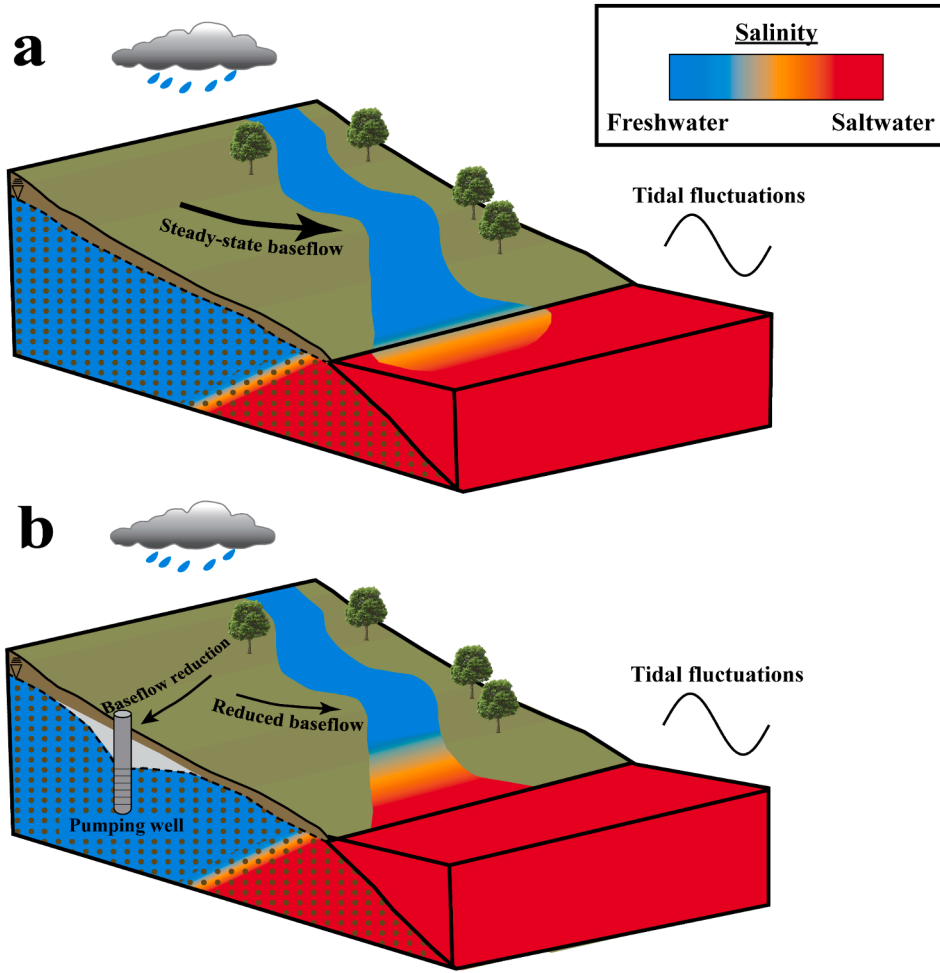 a
Salinity
Freshwater
Saltwater
Tidal fluctuations
Steady-state baseflow
b
Tidal fluctuations
Baseflow reduction
Reduced baseflow
Pumping well